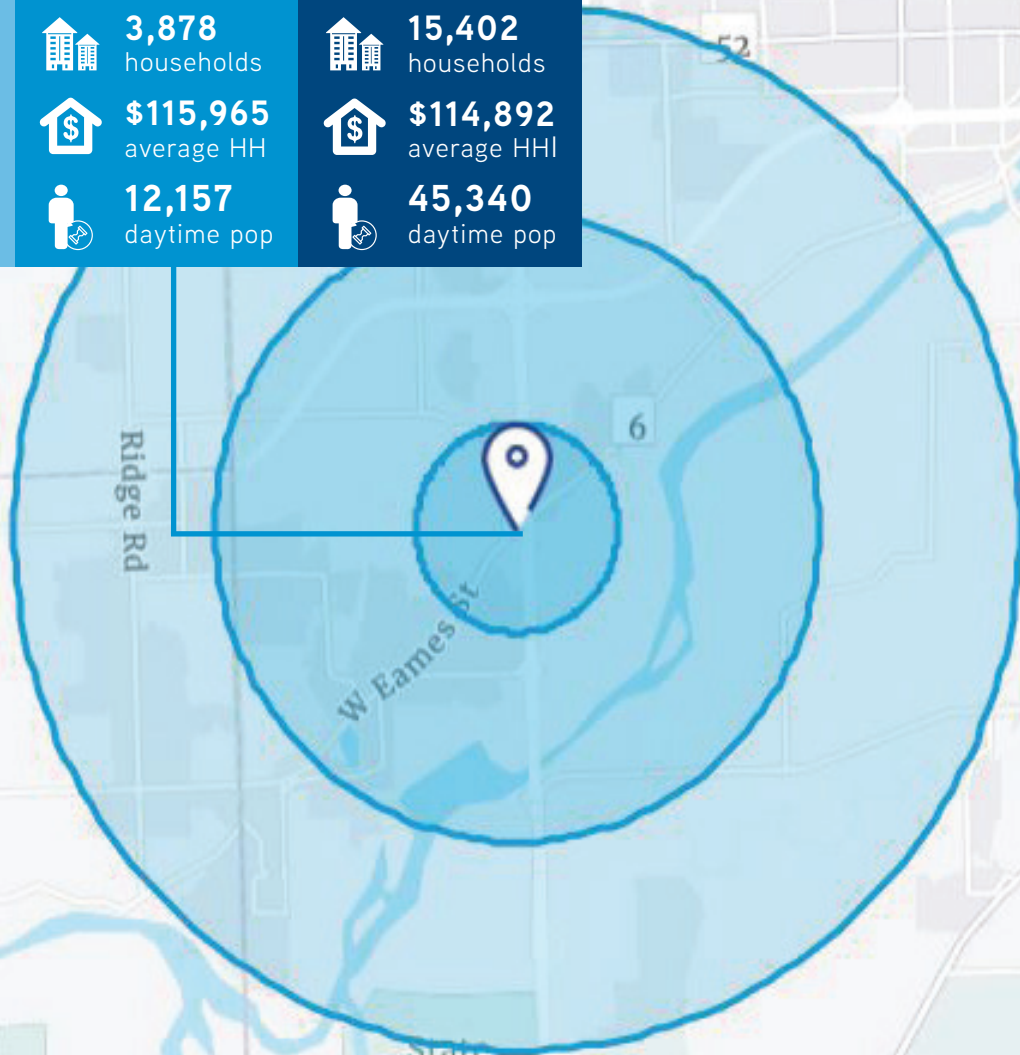 3,878
households
$115,965
average HH
12,157
daytime pop
15,402
households
$114,892
average HHI
45,340
daytime pop
52
6
Ridge Rd
W Eames St
State